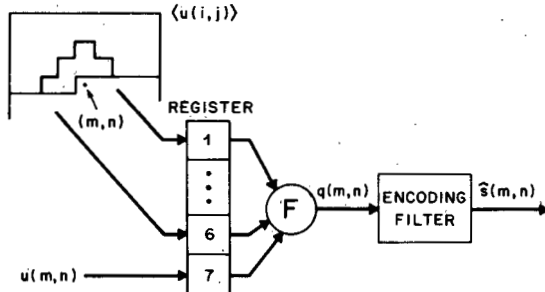 ⟨u(i,j)⟩
(m,n)
REGISTER
1
6
u(m,n)
7
F
q(m,n)
ENCODING
FILTER
ŝ(m,n)